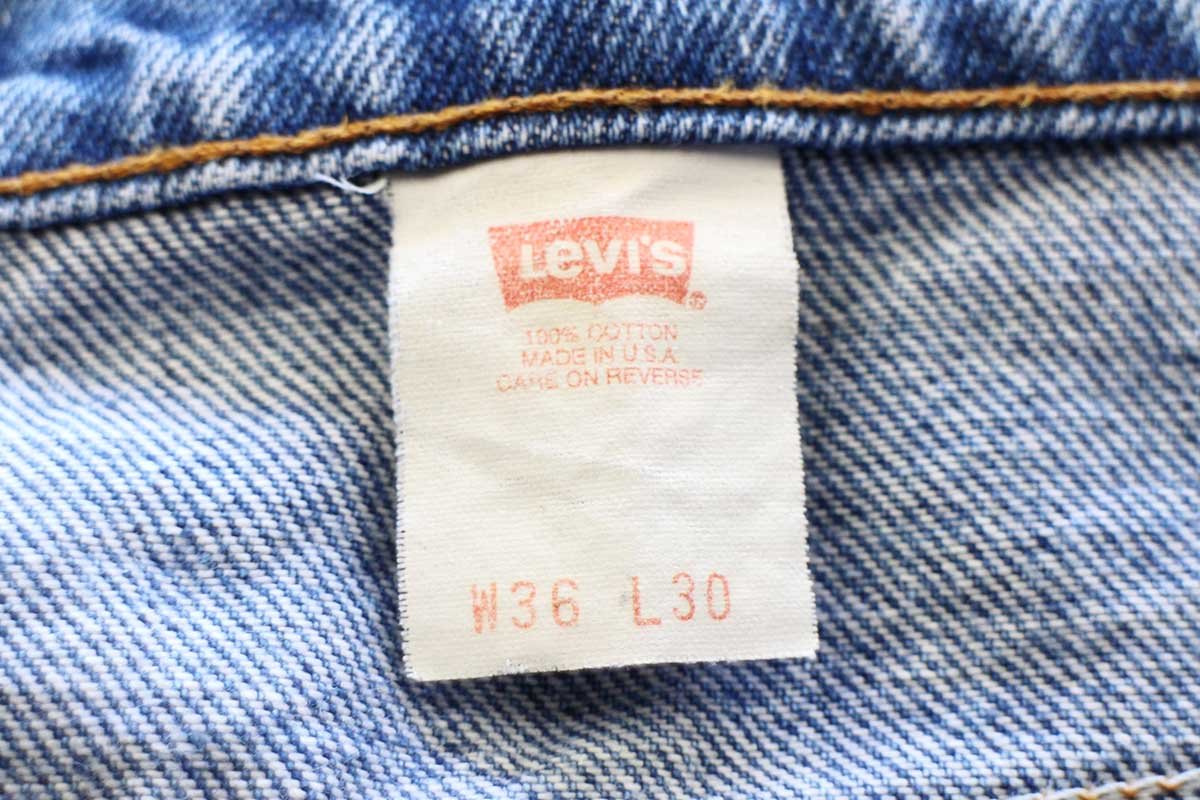 Levi's ®
100% COTTON
MADE IN U.S.A.
CARE ON REVERSE
W36 L30